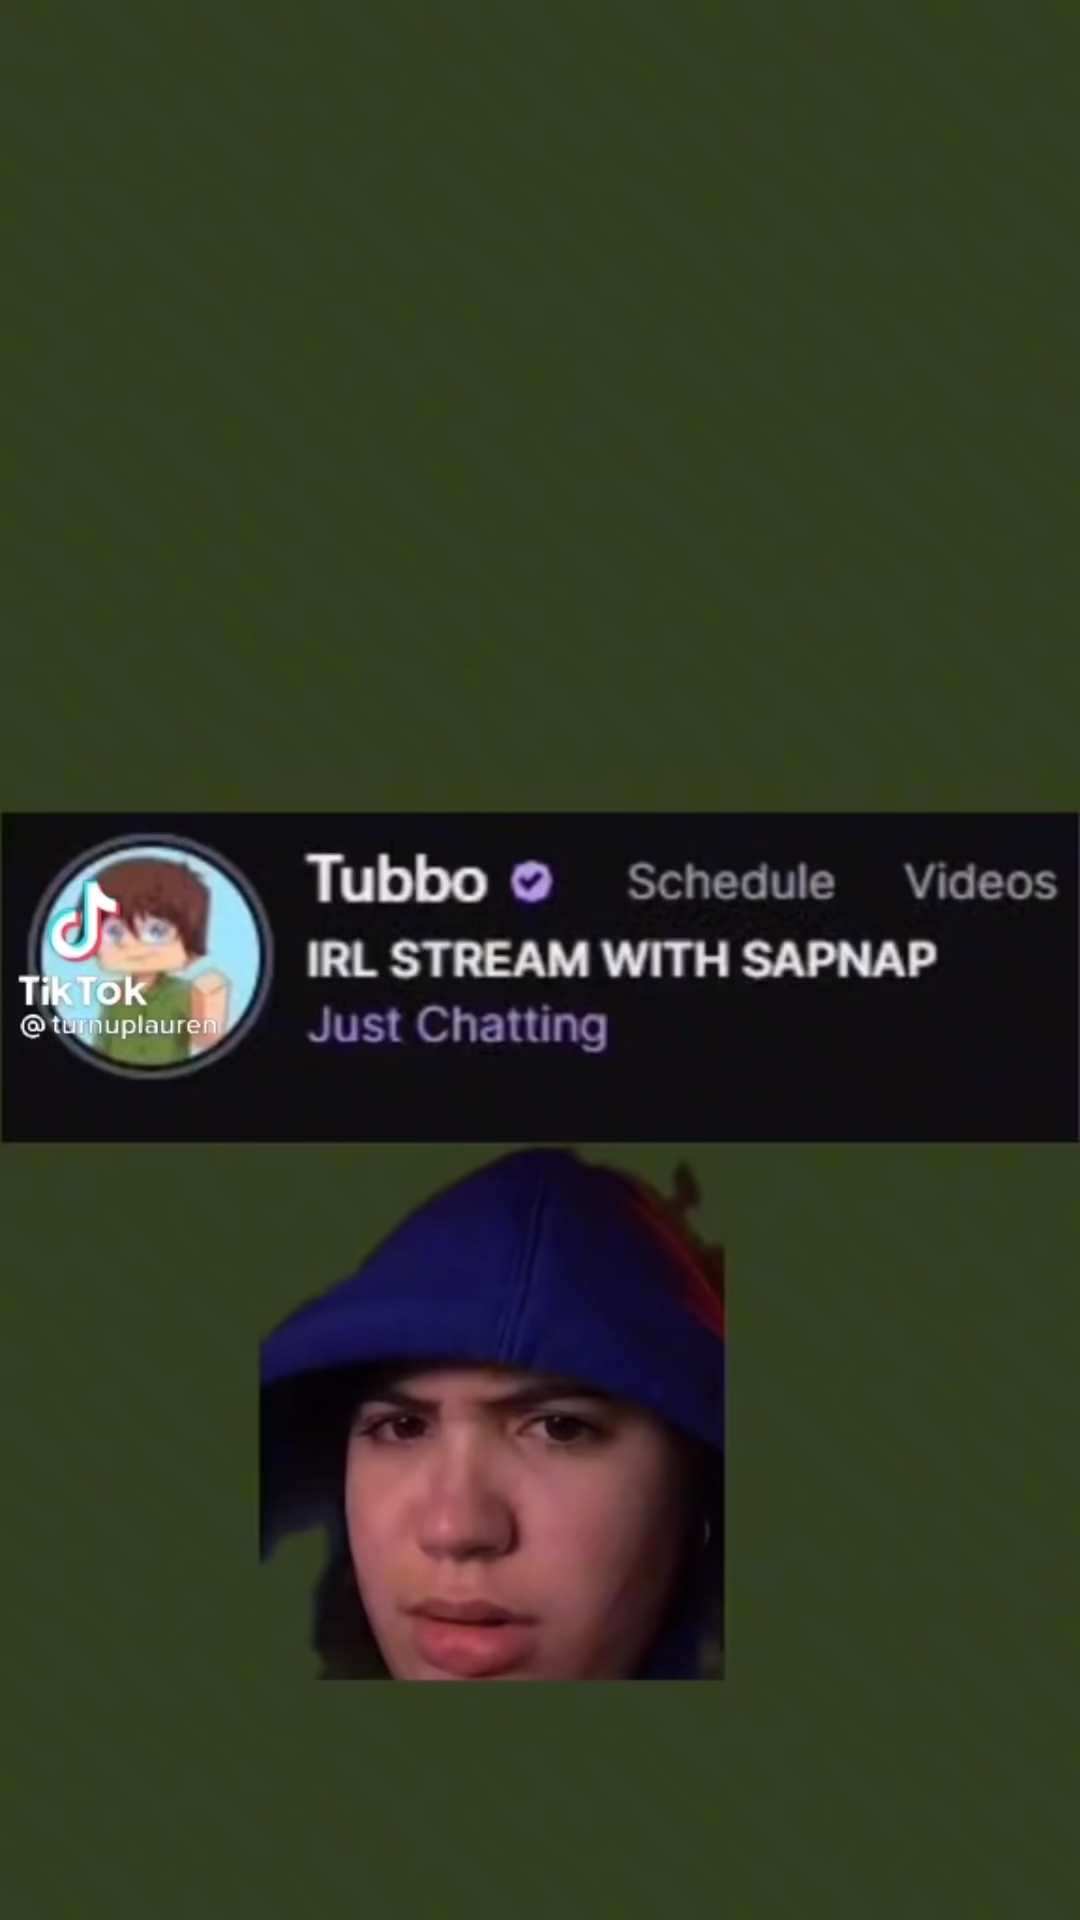 Tubbo Schedule Videos
IRL STREAM WITH SAPNAP
Just Chatting
TikTok
@turnuplauren